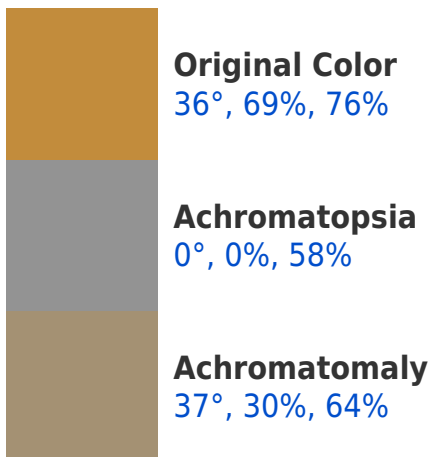 Original Color
36°, 69%, 76%
Achromatopsia
0°, 0%, 58%
Achromatomaly
37°, 30%, 64%